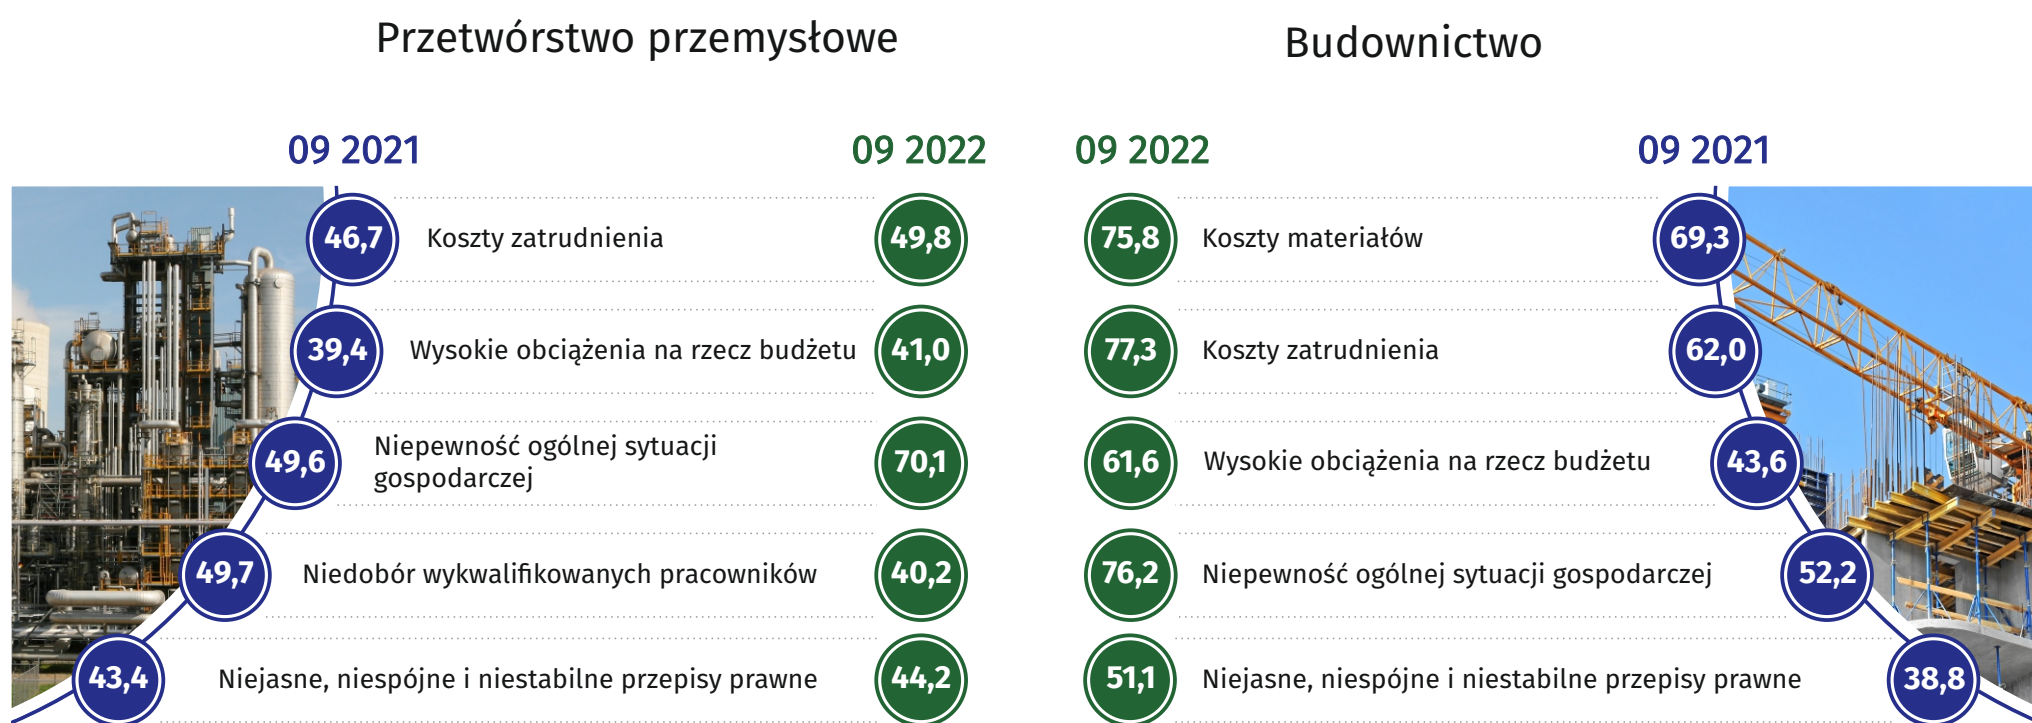 Przetwórstwo przemysłowe
Budownictwo
09 2021
09 2022
09 2022
09 2021
46,7 Koszty zatrudnienia 49,8
39,4 Wysokie obciążenia na rzecz budżetu 41,0
49,6 Niepewność ogólnej sytuacji
gospodarczej 70,1
49,7 Niedobór wykwalifikowanych pracowników 40,2
43,4 Niejasne, niespójne i niestabilne przepisy prawne 44,2
75,8 Koszty materiałów 69,3
77,3 Koszty zatrudnienia 62,0
61,6 Wysokie obciążenia na rzecz budżetu 43,6
76,2 Niepewność ogólnej sytuacji gospodarczej 52,2
51,1 Niejasne, niespójne i niestabilne przepisy prawne 38,8